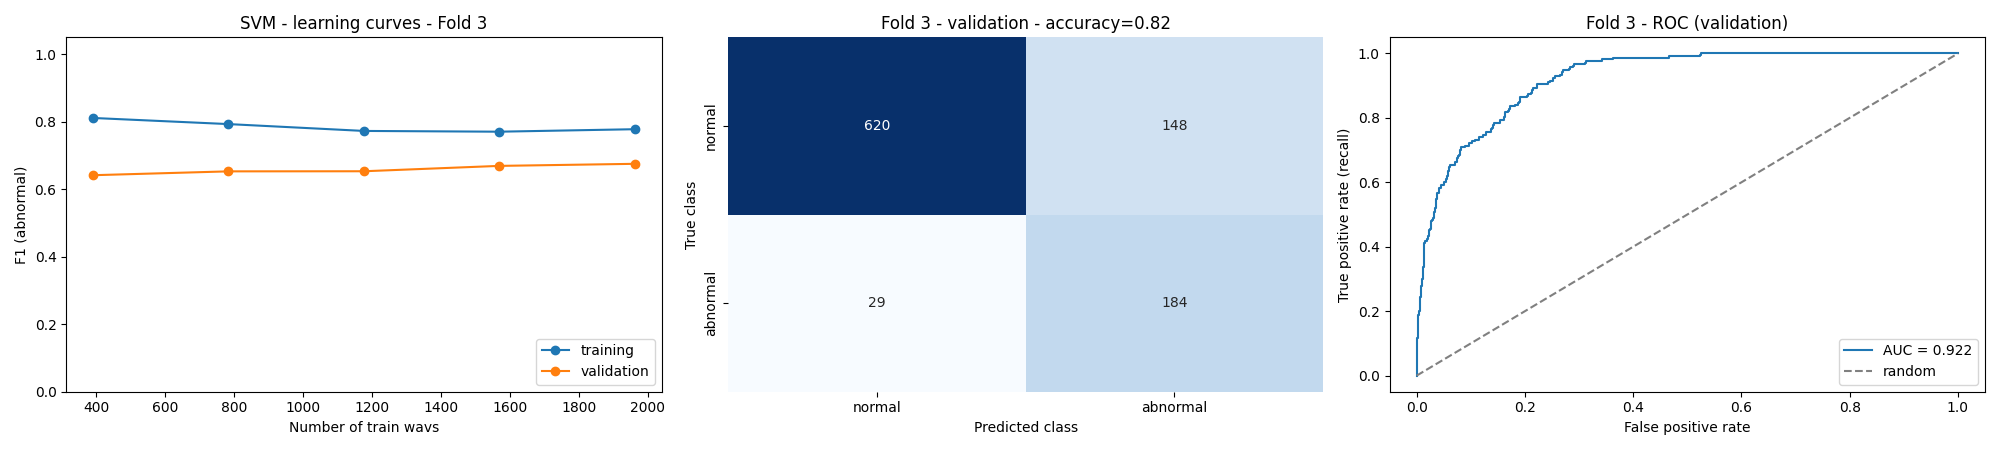 SVM - learning curves - Fold 3
F1 (abnormal)
1.0
0.8
0.6
0.4
0.2
0.0
400 600 800 1000 1200 1400 1600 1800 2000
Number of train wavs
training
validation
Fold 3 - validation - accuracy=0.82
True class
normal
abnormal
620 148
29 184
normal abnormal
Predicted class
Fold 3 - ROC (validation)
True positive rate (recall)
1.0
0.8
0.6
0.4
0.2
0.0
0.0 0.2 0.4 0.6 0.8 1.0
False positive rate
AUC = 0.922
random